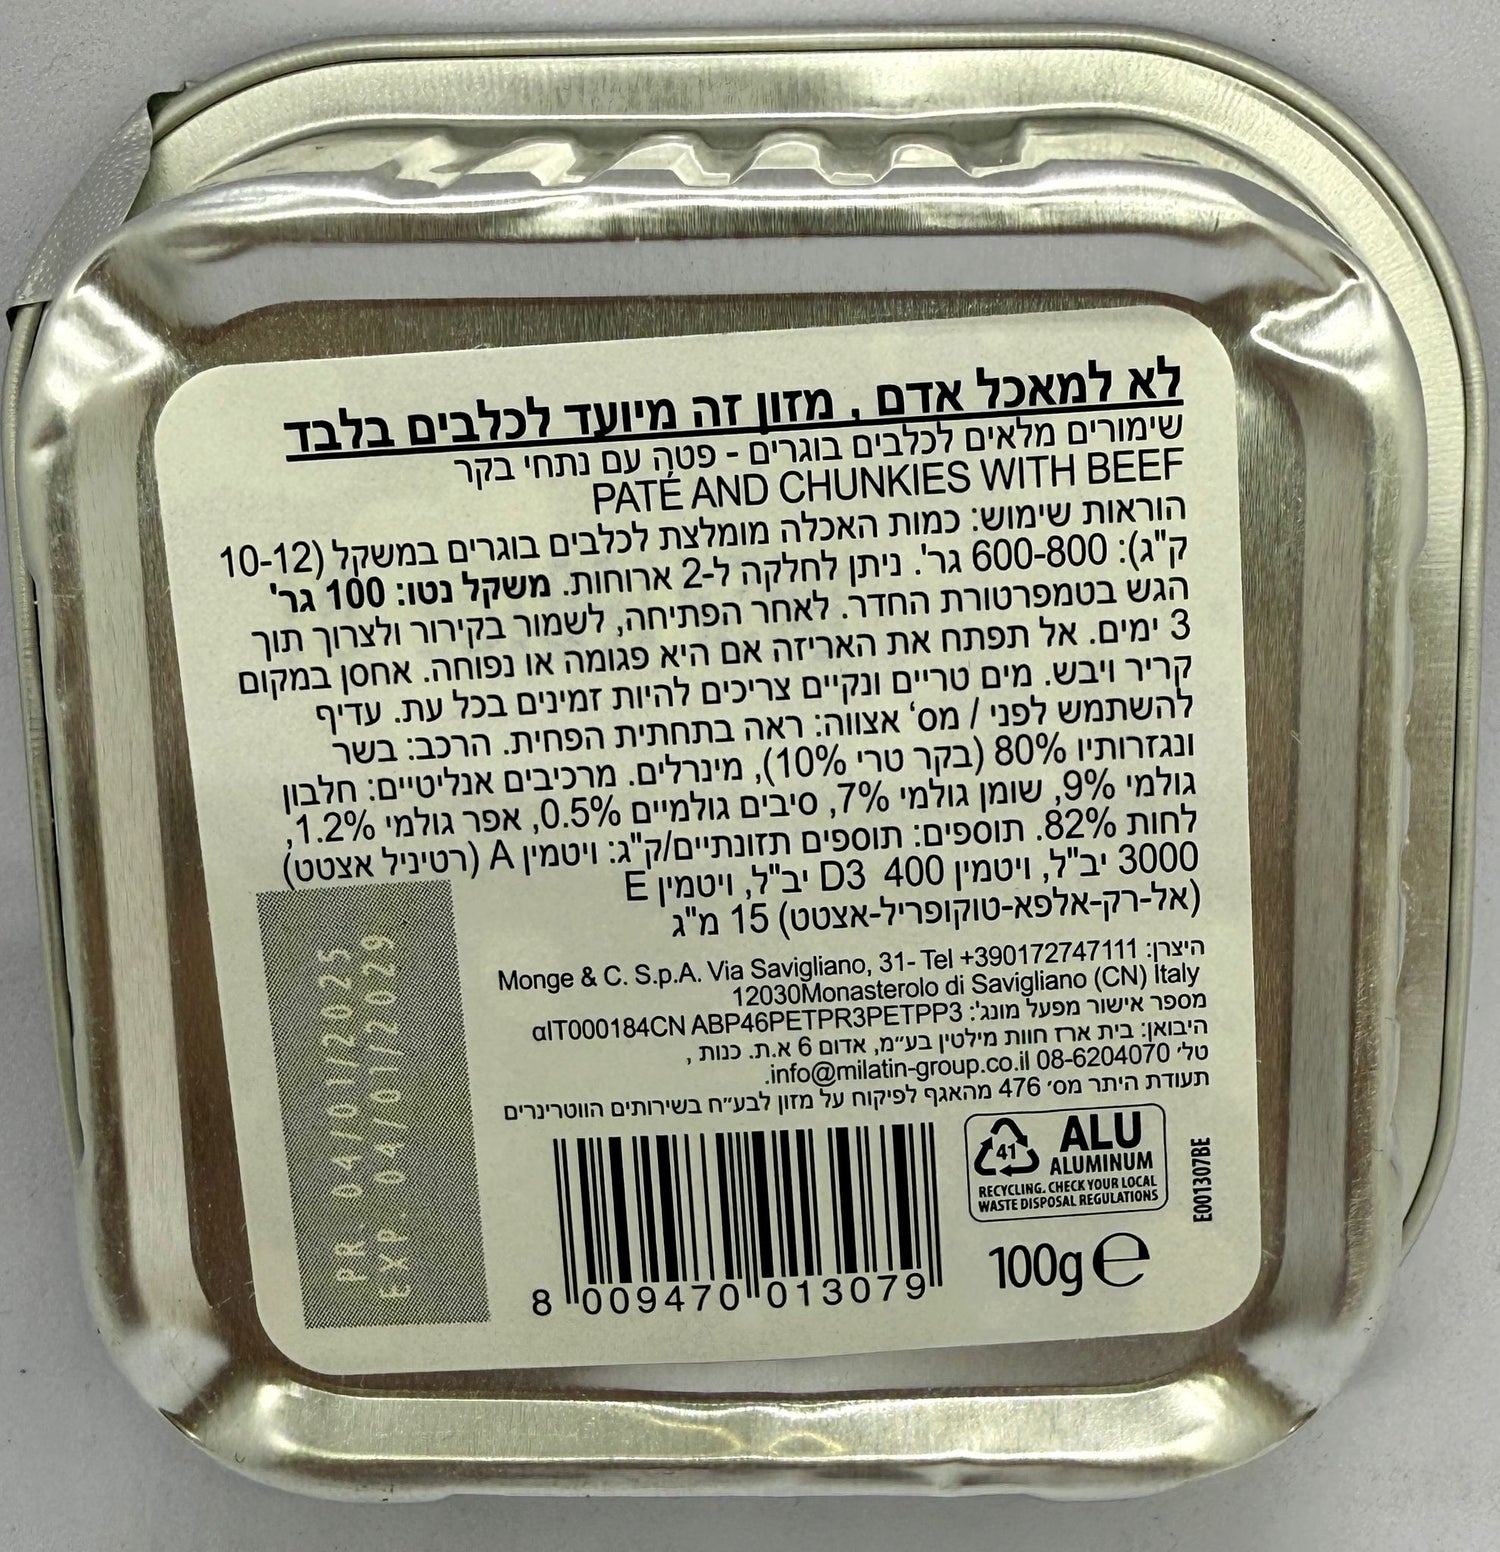 לא למאכל אדם , מזון זה מיועד לכלבים בלבד
שימורים מלאים לכלבים בוגרים - פטה עם נתחי בקר
PATÉ AND CHUNKIES WITH BEEF
הוראות שימוש: כמות האכלה מומלצת לכלבים בוגרים במשקל (10-12
ק"ג): 600-800 גר'. ניתן לחלקה ל-2 ארוחות. משקל נטו: 100 גר'
הגש בטמפרטורת החדר. לאחר הפתיחה, לשמור בקירור ולצרוך תוך
3 ימים. אל תפתח את האריזה אם היא פגומה או נפוחה. אחסן במקום
קריר ויבש. מים טריים ונקיים צריכים להיות זמינים בכל עת. עדיף
להשתמש לפני / מס' אצווה: ראה בתחתית הפחית. הרכב: בשר
ונגזרותיו 80% (בקר טרי 10%), מינרלים. מרכיבים אנליטיים: חלבון
גולמי 9%, שומן גולמי 7%, סיבים גולמיים 0.5%, אפר גולמי 1.2%,
לחות 82%. תוספים: תוספים תזונתיים/ק"ג: ויטמין A (רטיניל אצטט)
3000 יב"ל, ויטמין D3 400 יב"ל, ויטמין E
(אל-רק-אלפא-טוקופריל-אצטט) 15 מ"ג
היצרן: Monge & C. S.p.A. Via Savigliano, 31- Tel +390172747111
12030Monasterolo di Savigliano (CN) Italy
מספר אישור מפעל מונג': αIT000184CN ABP46PETPR3PETPP3
היבואן: בית ארז חוות מילטין בע״מ, אדום 6 א.ת. כנות ,
טל׳ 08-6204070 info@milatin-group.co.il.
תעודת היתר מס׳ 476 מהאגף לפיקוח על מזון לבע״ח בשירותים הווטרינרים
PR. 04/01/2025
EXP 04/01/2029
41 ALU
ALUMINUM
RECYCLING. CHECK YOUR LOCAL
WASTE DISPOSAL REGULATIONS
E001307BE
100g e
8 009470 013079